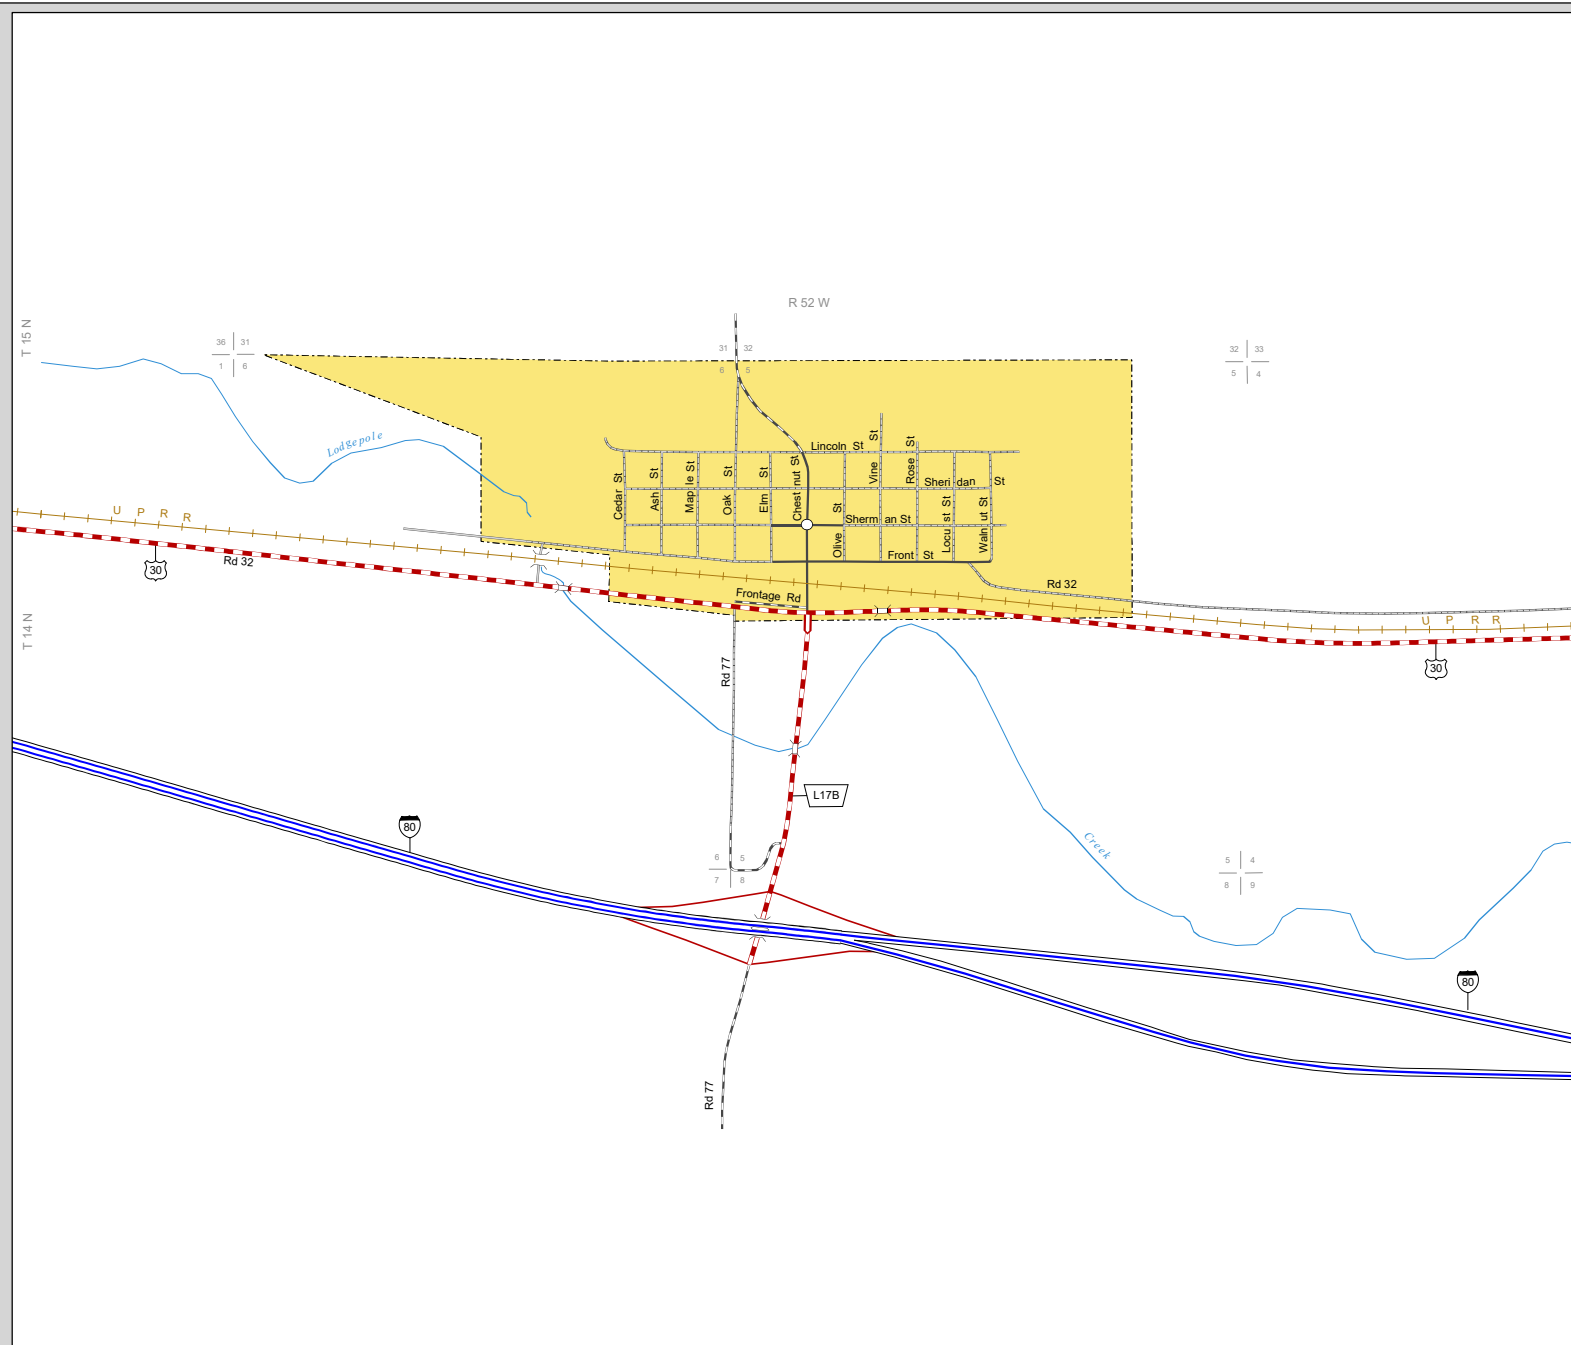 R 52 W
T 15 N
36 31
1 6
31 32
6 5
32 33
5 4
Lodgepole
Lincoln St
Cedar St
Ash St
Maple St
Oak St
Elm St
Chestnut St
Olive St
Vine St
Rose St
Locust St
Walnut St
Sheridan St
Sherman St
Front St
U P R R
30
Rd 32
Frontage Rd
Rd 32
U P R R
30
T 14 N
Rd 77
L17B
80
Creek
6 5
7 8
5 4
8 9
80
Rd 77